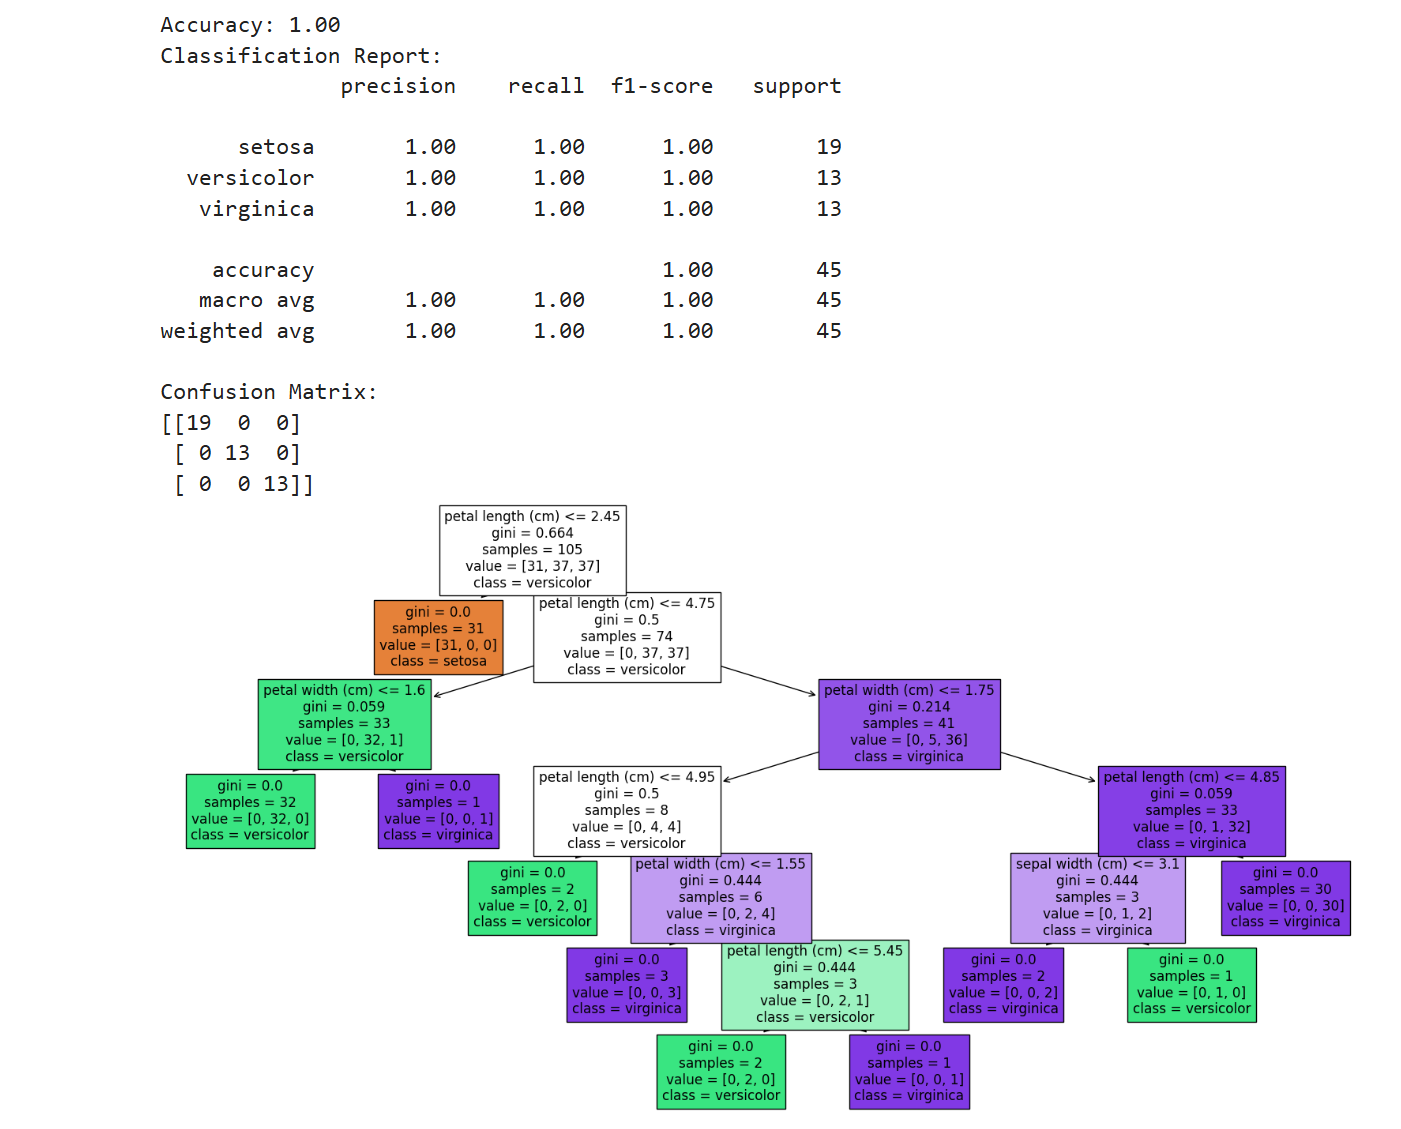 Accuracy: 1.00
Classification Report:
precision recall f1-score support
setosa 1.00 1.00 1.00 19
versicolor 1.00 1.00 1.00 13
virginica 1.00 1.00 1.00 13
accuracy 1.00 45
macro avg 1.00 1.00 1.00 45
weighted avg 1.00 1.00 1.00 45
Confusion Matrix:
[[19 0 0]
[ 0 13 0]
[ 0 0 13]]
petal length (cm) <= 2.45
gini = 0.664
samples = 105
value = [31, 37, 37]
class = versicolor
gini = 0.0
samples = 31
value = [31, 0, 0]
class = setosa
petal length (cm) <= 4.75
gini = 0.5
samples = 74
value = [0, 37, 37]
class = versicolor
petal width (cm) <= 1.6
gini = 0.059
samples = 33
value = [0, 32, 1]
class = versicolor
petal width (cm) <= 1.75
gini = 0.214
samples = 41
value = [0, 5, 36]
class = virginica
gini = 0.0
samples = 32
value = [0, 32, 0]
class = versicolor
gini = 0.0
samples = 1
value = [0, 0, 1]
class = virginica
petal length (cm) <= 4.95
gini = 0.5
samples = 8
value = [0, 4, 4]
class = versicolor
petal length (cm) <= 4.85
gini = 0.059
samples = 33
value = [0, 1, 32]
class = virginica
gini = 0.0
samples = 2
value = [0, 2, 0]
class = versicolor
petal width (cm) <= 1.55
gini = 0.444
samples = 6
value = [0, 2, 4]
class = virginica
sepal width (cm) <= 3.1
gini = 0.444
samples = 3
value = [0, 1, 2]
class = virginica
gini = 0.0
samples = 30
value = [0, 0, 30]
class = virginica
gini = 0.0
samples = 3
value = [0, 0, 3]
class = virginica
petal length (cm) <= 5.45
gini = 0.444
samples = 3
value = [0, 2, 1]
class = versicolor
gini = 0.0
samples = 2
value = [0, 0, 2]
class = virginica
gini = 0.0
samples = 1
value = [0, 1, 0]
class = versicolor
gini = 0.0
samples = 2
value = [0, 2, 0]
class = versicolor
gini = 0.0
samples = 1
value = [0, 0, 1]
class = virginica